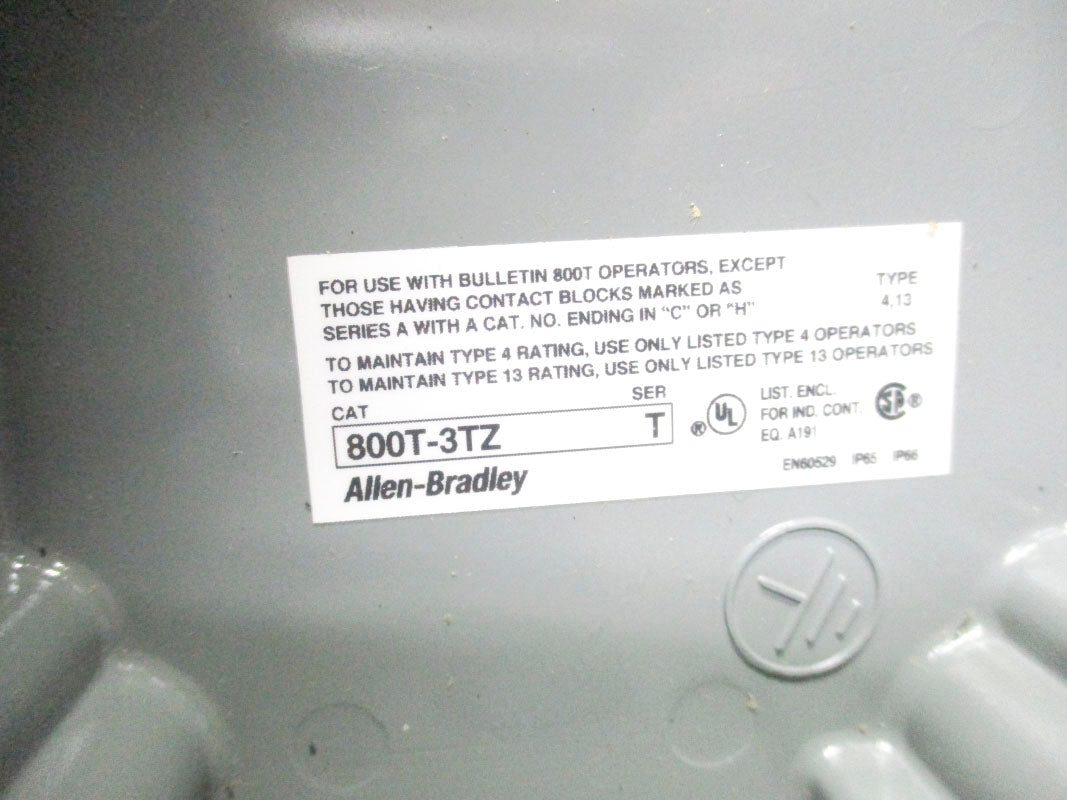 FOR USE WITH BULLETIN 800T OPERATORS, EXCEPT
THOSE HAVING CONTACT BLOCKS MARKED AS
SERIES A WITH A CAT. NO. ENDING IN “C” OR “H”
TYPE
4,13
TO MAINTAIN TYPE 4 RATING, USE ONLY LISTED TYPE 4 OPERATORS
TO MAINTAIN TYPE 13 RATING, USE ONLY LISTED TYPE 13 OPERATORS
CAT SER
800T-3TZ T
Allen-Bradley
® UL
LIST. ENCL.
FOR IND. CONT.
EQ. A191
SP ®
EN60529 IP65 IP66